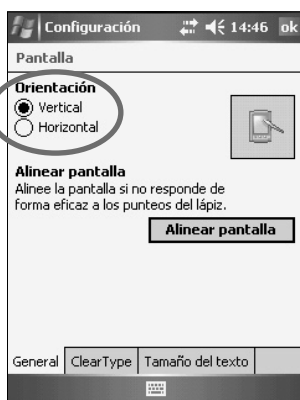 Configuración 14:46 ok
Pantalla
Orientación
Vertical
Horizontal
Alinear pantalla
Alinee la pantalla si no responde de
forma eficaz a los punteos del lápiz.
Alinear pantalla
General ClearType Tamaño del texto